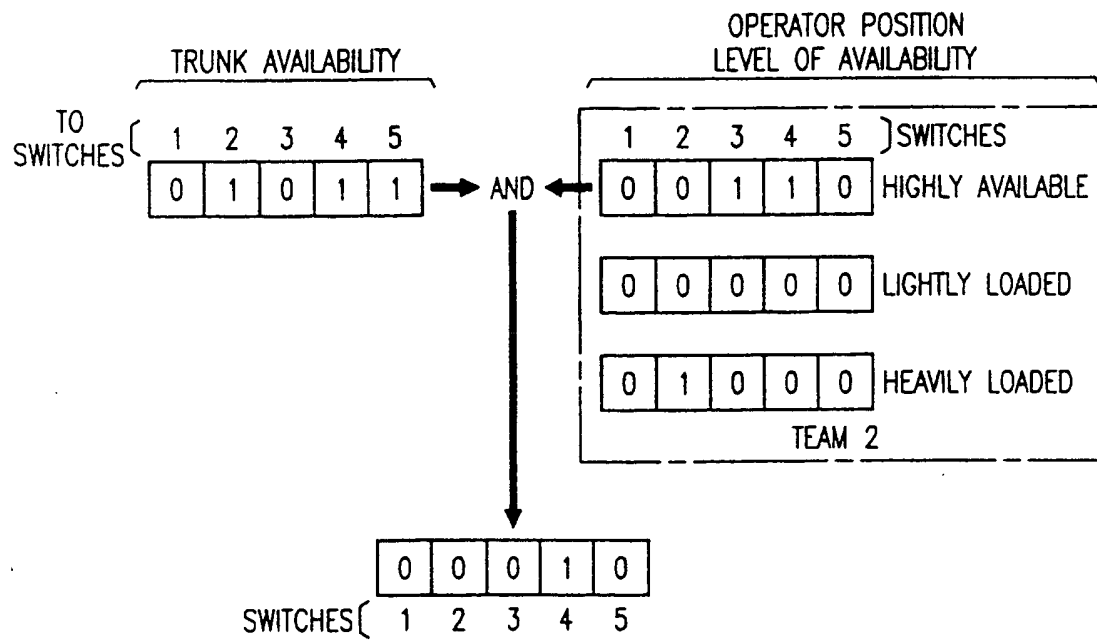 TRUNK AVAILABILITY
OPERATOR POSITION
LEVEL OF AVAILABILITY
TO
SWITCHES
1 2 3 4 5
0 1 0 1 1
AND
1 2 3 4 5 SWITCHES
0 0 1 1 0 HIGHLY AVAILABLE
0 0 0 0 0 LIGHTLY LOADED
0 1 0 0 0 HEAVILY LOADED
TEAM 2
0 0 0 1 0
SWITCHES 1 2 3 4 5